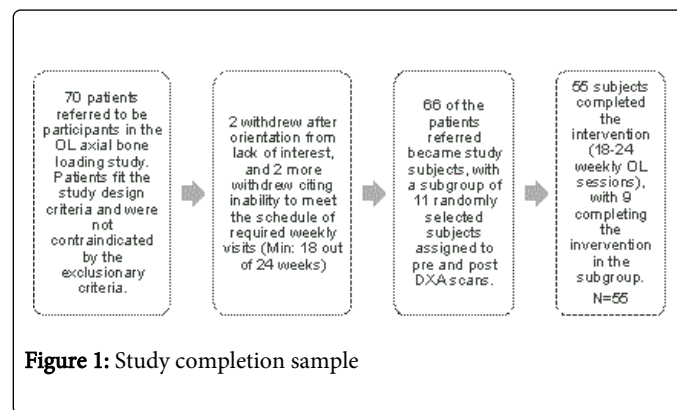 70 patients
referred to be
participants in the
OL axial bone
loading study.
Patients fit the
study design
criteria and were
not
contraindicated
by the
exclusionary
criteria.
2 withdrew after
orientation from
lack of interest,
and 2 more
withdrew citing
inability to meet
the schedule of
required weekly
visits (Min: 18 out
of 24 weeks)
66 of the
patients
referred
became study
subjects, with
a subgroup of
11 randomly
selected
subjects
assigned to
pre and post
DXA scans.
55 subjects
completed
the
intervention
(18-24
weekly OL
sessions),
with 9
completing
the
invervention
in the
subgroup.
N=55
Figure 1: Study completion sample